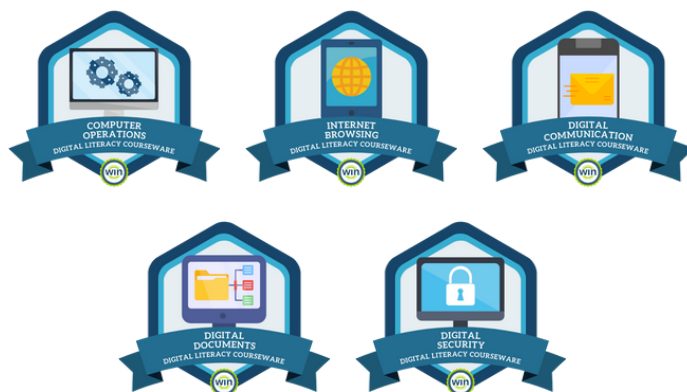 COMPUTER
OPERATIONS
DIGITAL LITERACY COURSEWARE
win
INTERNET
BROWSING
DIGITAL LITERACY COURSEWARE
win
DIGITAL
COMMUNICATION
DIGITAL LITERACY COURSEWARE
win
DIGITAL
DOCUMENTS
DIGITAL LITERACY COURSEWARE
win
DIGITAL
SECURITY
DIGITAL LITERACY COURSEWARE
win